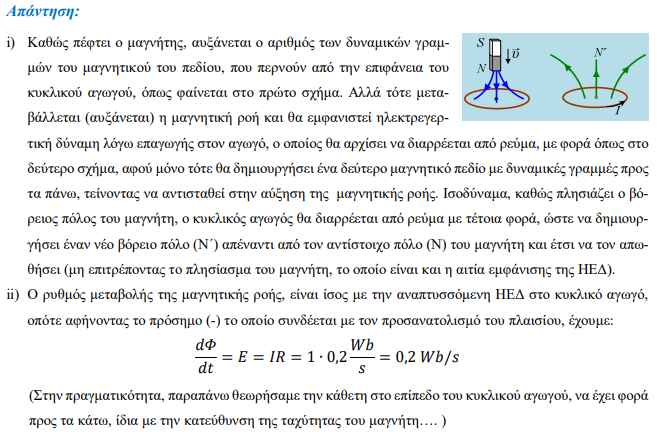 Απάντηση:
i) Καθώς πέφτει ο μαγνήτης, αυξάνεται ο αριθμός των δυναμικών γραμ-
μών του μαγνητικού του πεδίου, που περνούν από την επιφάνεια του
κυκλικού αγωγού, όπως φαίνεται στο πρώτο σχήμα. Αλλά τότε μετα-
βάλλεται (αυξάνεται) η μαγνητική ροή και θα εμφανιστεί ηλεκτρεγερ-
τική δύναμη λόγω επαγωγής στον αγωγό, ο οποίος θα αρχίσει να διαρρέεται από ρεύμα, με φορά όπως στο
δεύτερο σχήμα, αφού μόνο τότε θα δημιουργήσει ένα δεύτερο μαγνητικό πεδίο με δυναμικές γραμμές προς
τα πάνω, τείνοντας να αντισταθεί στην αύξηση της μαγνητικής ροής. Ισοδύναμα, καθώς πλησιάζει ο βό-
ρειος πόλος του μαγνήτη, ο κυκλικός αγωγός θα διαρρέεται από ρεύμα με τέτοια φορά, ώστε να δημιουρ-
γήσει έναν νέο βόρειο πόλο (Ν΄) απέναντι από τον αντίστοιχο πόλο (Ν) του μαγνήτη και έτσι να τον απω-
θήσει (μη επιτρέποντας το πλησίασμα του μαγνήτη, το οποίο είναι και η αιτία εμφάνισης της ΗΕΔ).
S
υ⃗
N
N΄
I
ii) Ο ρυθμός μεταβολής της μαγνητικής ροής, είναι ίσος με την αναπτυσσόμενη ΗΕΔ στο κυκλικό αγωγό,
οπότε αφήνοντας το πρόσημο (-) το οποίο συνδέεται με τον προσανατολισμό του πλαισίου, έχουμε:
dΦ/dt = E = IR = 1 · 0,2 Wb/s = 0,2 Wb/s
(Στην πραγματικότητα, παραπάνω θεωρήσαμε την κάθετη στο επίπεδο του κυκλικού αγωγού, να έχει φορά
προς τα κάτω, ίδια με την κατεύθυνση της ταχύτητας του μαγνήτη…. )